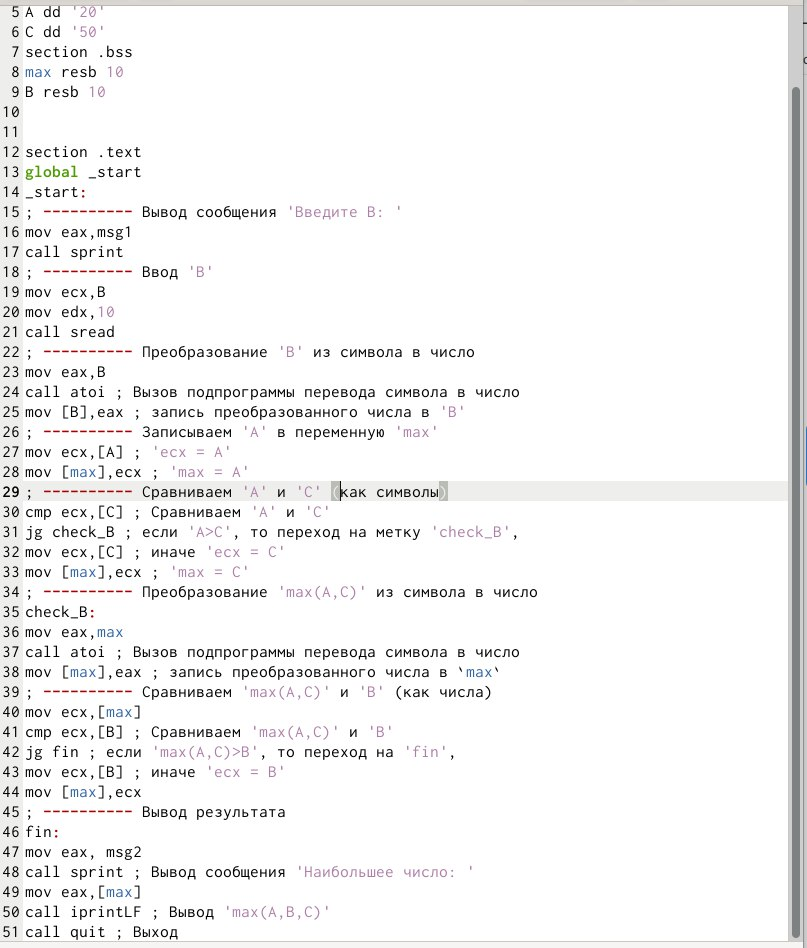 5 A dd '20'
6 C dd '50'
7 section .bss
8 max resb 10
9 B resb 10
10
11
12 section .text
13 global _start
14 _start:
15 ; ---------- Вывод сообщения 'Введите B: '
16 mov eax,msg1
17 call sprint
18 ; ---------- Ввод 'B'
19 mov ecx,B
20 mov edx,10
21 call sread
22 ; ---------- Преобразование 'B' из символа в число
23 mov eax,B
24 call atoi ; Вызов подпрограммы перевода символа в число
25 mov [B],eax ; запись преобразованного числа в 'B'
26 ; ---------- Записываем 'A' в переменную 'max'
27 mov ecx,[A] ; 'ecx = A'
28 mov [max],ecx ; 'max = A'
29 ; ---------- Сравниваем 'A' и 'C' (как символы)
30 cmp ecx,[C] ; Сравниваем 'A' и 'C'
31 jg check_B ; если 'A>C', то переход на метку 'check_B',
32 mov ecx,[C] ; иначе 'ecx = C'
33 mov [max],ecx ; 'max = C'
34 ; ---------- Преобразование 'max(A,C)' из символа в число
35 check_B:
36 mov eax,max
37 call atoi ; Вызов подпрограммы перевода символа в число
38 mov [max],eax ; запись преобразованного числа в `max`
39 ; ---------- Сравниваем 'max(A,C)' и 'B' (как числа)
40 mov ecx,[max]
41 cmp ecx,[B] ; Сравниваем 'max(A,C)' и 'B'
42 jg fin ; если 'max(A,C)>B', то переход на 'fin',
43 mov ecx,[B] ; иначе 'ecx = B'
44 mov [max],ecx
45 ; ---------- Вывод результата
46 fin:
47 mov eax, msg2
48 call sprint ; Вывод сообщения 'Наибольшее число: '
49 mov eax,[max]
50 call iprintLF ; Вывод 'max(A,B,C)'
51 call quit ; Выход